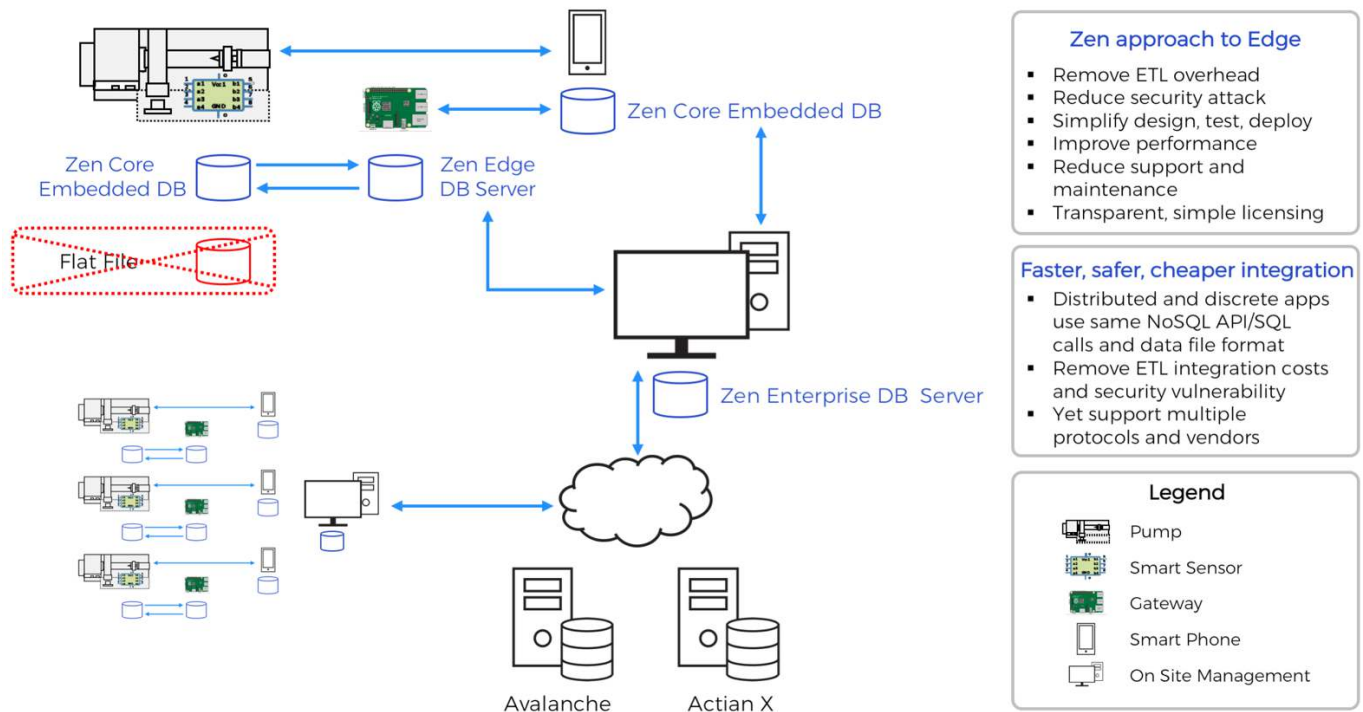 Zen Core
Embedded DB
Zen Edge
DB Server
Zen Core Embedded DB
Flat File
Zen Enterprise DB Server
Avalanche
Actian X
Zen approach to Edge
▪ Remove ETL overhead
▪ Reduce security attack
▪ Simplify design, test, deploy
▪ Improve performance
▪ Reduce support and
maintenance
▪ Transparent, simple licensing
Faster, safer, cheaper integration
▪ Distributed and discrete apps
use same NoSQL API/SQL
calls and data file format
▪ Remove ETL integration costs
and security vulnerability
▪ Yet support multiple
protocols and vendors
Legend
Pump
Smart Sensor
Gateway
Smart Phone
On Site Management